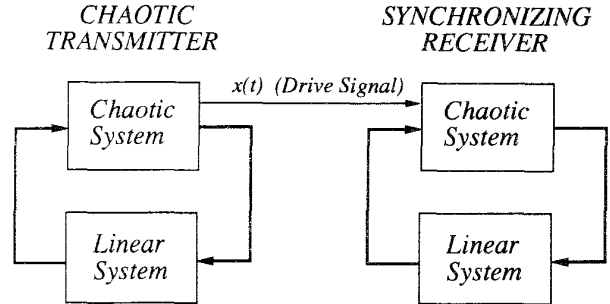 CHAOTIC
TRANSMITTER
SYNCHRONIZING
RECEIVER
x(t) (Drive Signal)
Chaotic
System
Chaotic
System
Linear
System
Linear
System